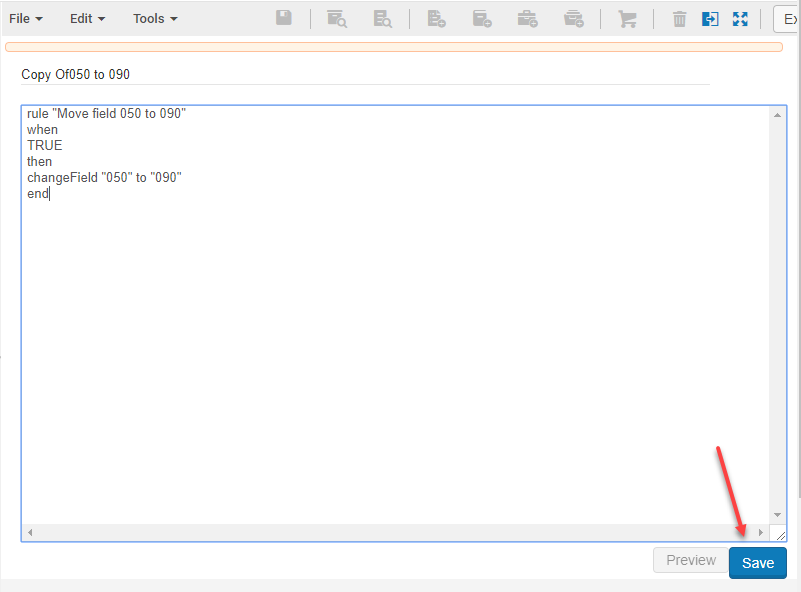 File Edit Tools Ex
Copy Of050 to 090
rule "Move field 050 to 090"
when
TRUE
then
changeField "050" to "090"
end
Preview Save